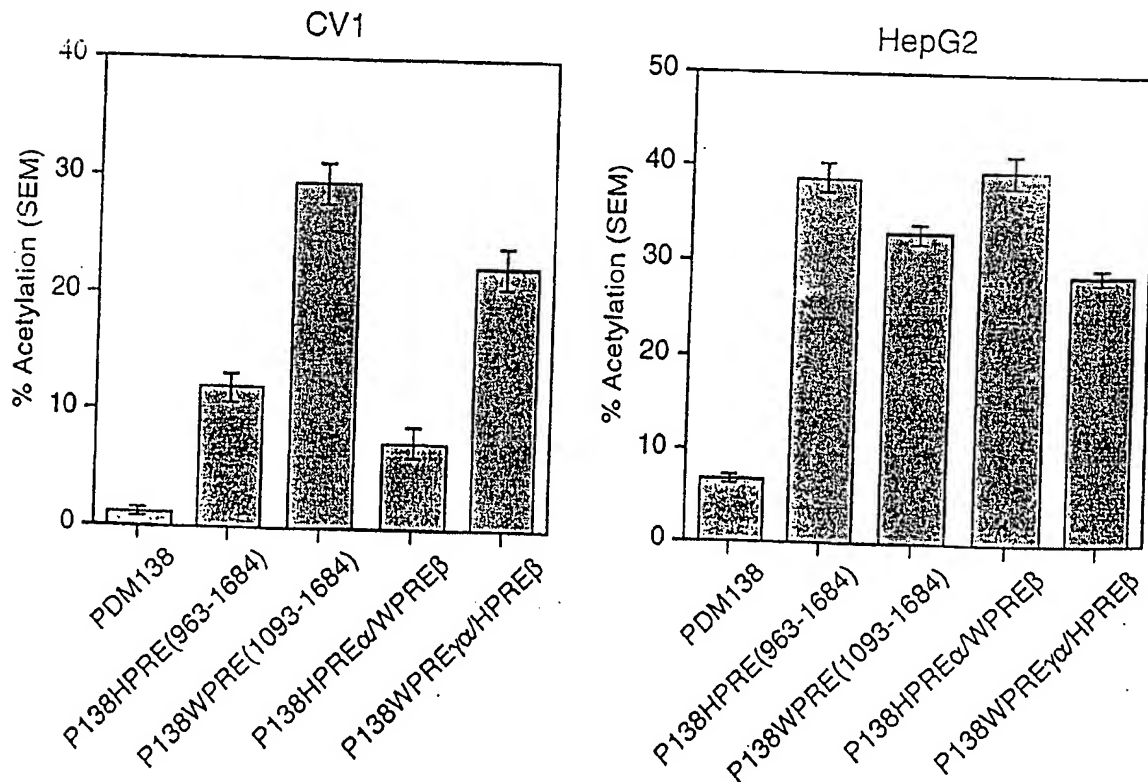 CV1
40
30
20
10
0
% Acetylation (SEM)
PDM138
P138HPRE(963-1684)
P138WPRE(1093-1684)
P138HPREα/WPREβ
P138WPREγα/HPREβ
HepG2
50
40
30
20
10
0
% Acetylation (SEM)
PDM138
P138HPRE(963-1684)
P138WPRE(1093-1684)
P138HPREα/WPREβ
P138WPREγα/HPREβ